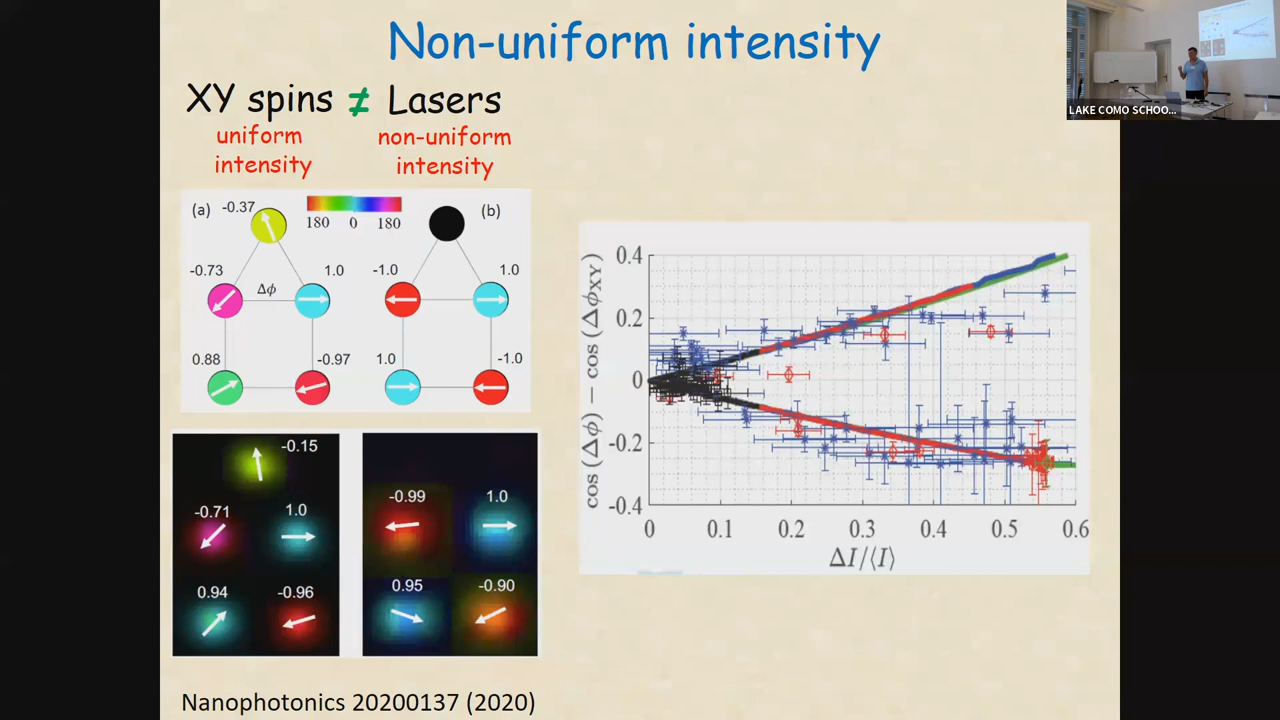 Non-uniform intensity
LAKE COMO SCHOO...
XY spins ≠ Lasers
uniform
intensity
non-uniform
intensity
(a)
-0.37
180 0 180
(b)
-0.73
1.0
-1.0
1.0
Δϕ
0.88
-0.97
1.0
-1.0
-0.15
-0.71
1.0
-0.99
1.0
0.94
-0.96
0.95
-0.90
cos (Δϕ) − cos (ΔϕXY)
0.4
0.2
0
-0.2
-0.4
0 0.1 0.2 0.3 0.4 0.5 0.6
ΔI/⟨I⟩
Nanophotonics 20200137 (2020)